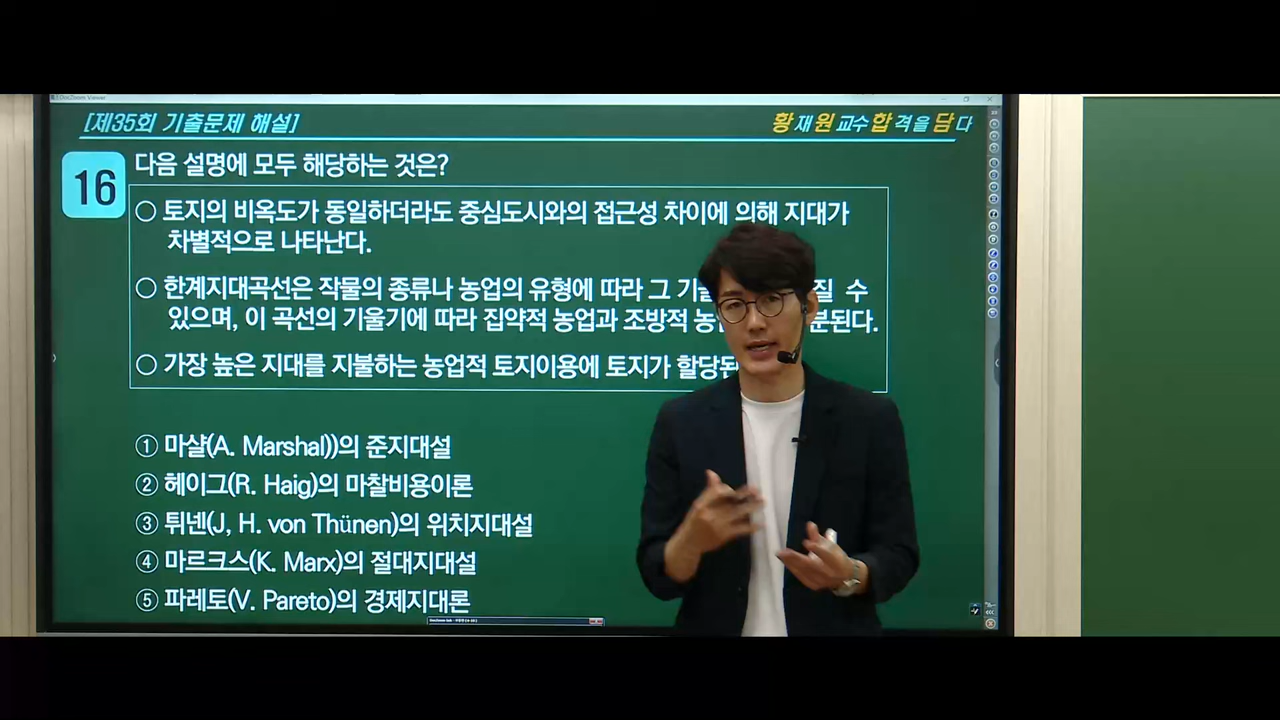 [제35회 기출문제 해설]
황재원 교수 합격을 담다
16
다음 설명에 모두 해당하는 것은?
○ 토지의 비옥도가 동일하더라도 중심도시와의 접근성 차이에 의해 지대가
차별적으로 나타난다.
○ 한계지대곡선은 작물의 종류나 농업의 유형에 따라 그 질 수
있으며, 이 곡선의 기울기에 따라 집약적 농업과 조방적 분된다.
○ 가장 높은 지대를 지불하는 농업적 토지이용에 토지가
① 마샬(A. Marshal))의 준지대설
② 헤이그(R. Haig)의 마찰비용이론
③ 튀넨(J, H. von Thünen)의 위치지대설
④ 마르크스(K. Marx)의 절대지대설
⑤ 파레토(V. Pareto)의 경제지대론